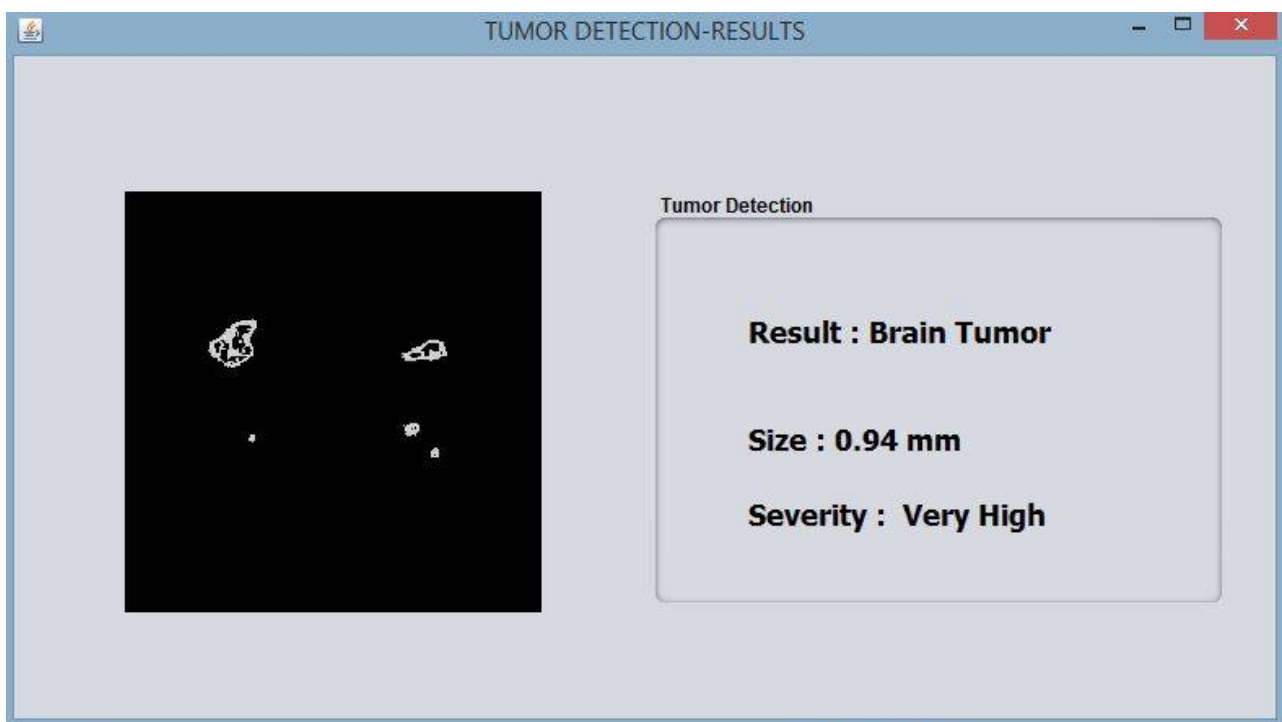 TUMOR DETECTION-RESULTS
Tumor Detection
Result : Brain Tumor
Size : 0.94 mm
Severity : Very High